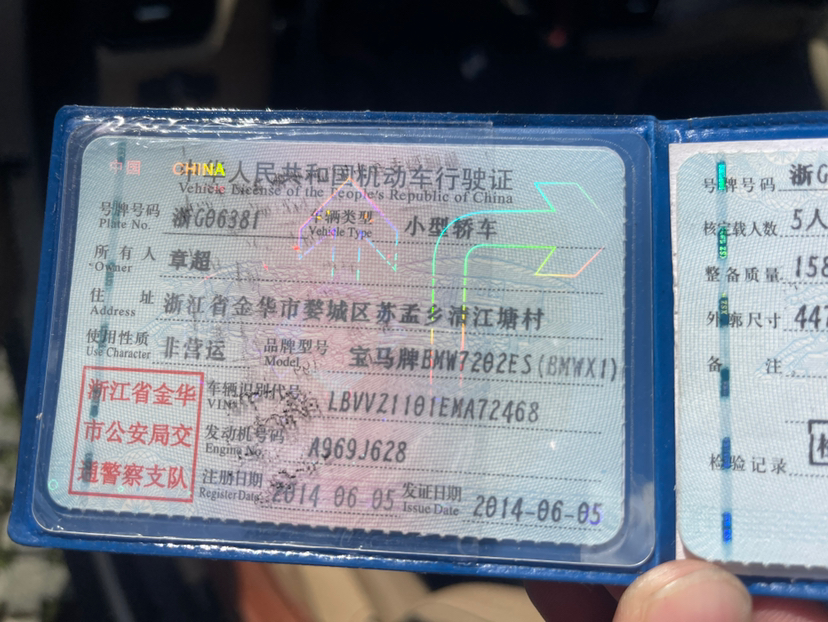 中国 CHINA
中华人民共和国机动车行驶证
Vehicle License of the People's Republic of China
号牌号码 浙G06381 车辆类型 小型轿车
Plate No. Vehicle Type
所有人 章超
Owner
住址 浙江省金华市婺城区苏孟乡清江塘村
Address
使用性质 非营运 品牌型号 宝马牌BMW7202ES(BMWX1)
Use Character Model
浙江省金华
市公安局交
通警察支队
车辆识别代号 LBVVZ1101EMA72468
VIN
发动机号码 A969J628
Engine No.
注册日期 2014-06-05 发证日期 2014-06-05
Register Date Issue Date
号牌号码 浙G
核定载人数 5人
整备质量 158
外廓尺寸 447
备注
检验记录 检